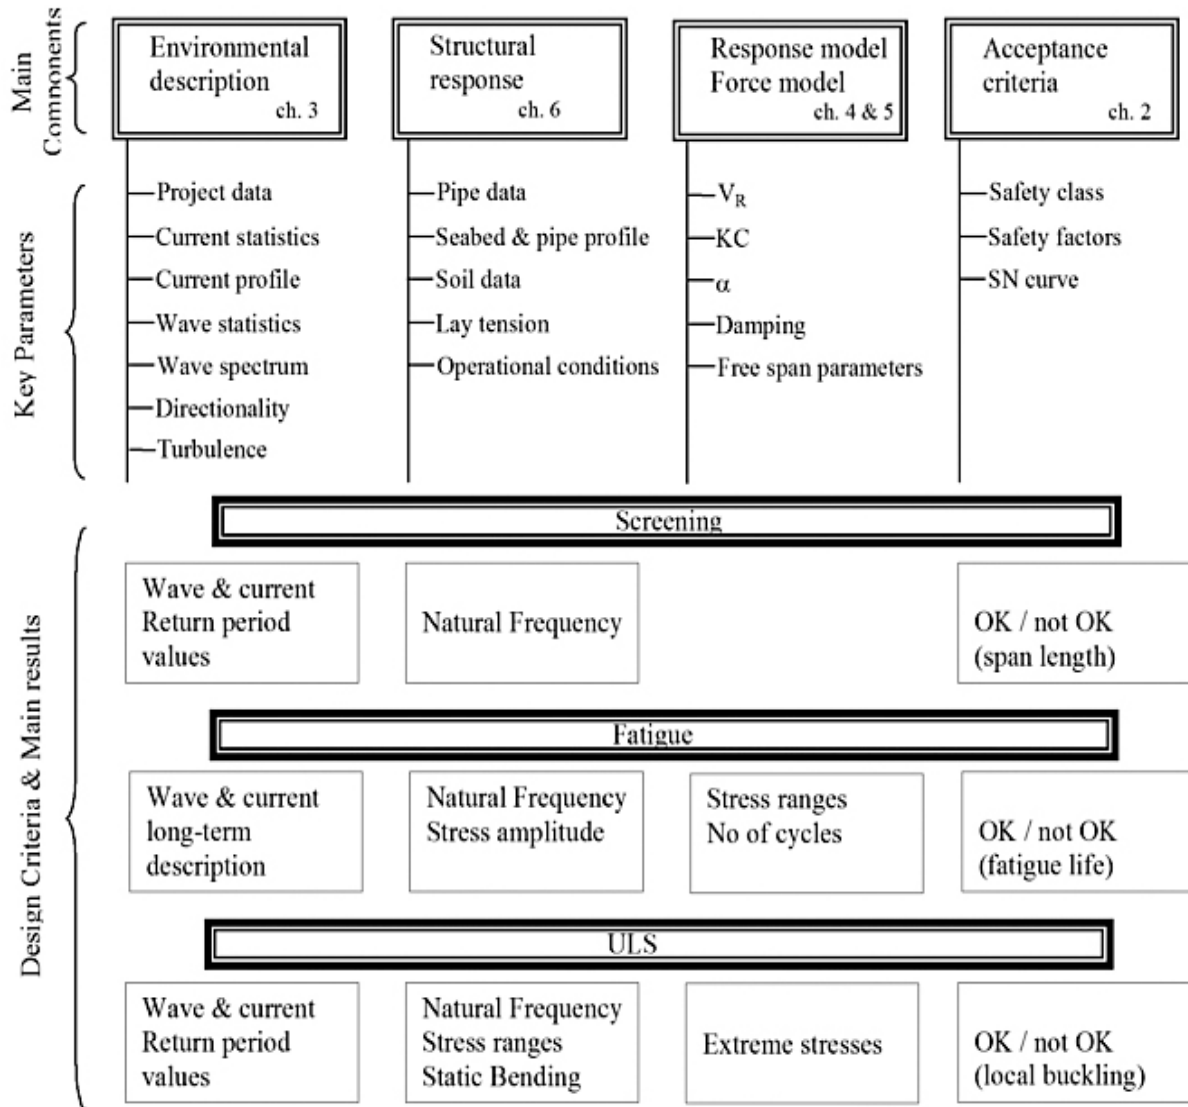 Main
Components
Environmental
description
ch. 3
Structural
response
ch. 6
Response model
Force model
ch. 4 & 5
Acceptance
criteria
ch. 2
Key Parameters
Project data
Current statistics
Current profile
Wave statistics
Wave spectrum
Directionality
Turbulence
Pipe data
Seabed & pipe profile
Soil data
Lay tension
Operational conditions
V_R
KC
α
Damping
Free span parameters
Safety class
Safety factors
SN curve
Design Criteria & Main results
Screening
Wave & current
Return period
values
Natural Frequency
OK / not OK
(span length)
Fatigue
Wave & current
long-term
description
Natural Frequency
Stress amplitude
Stress ranges
No of cycles
OK / not OK
(fatigue life)
ULS
Wave & current
Return period
values
Natural Frequency
Stress ranges
Static Bending
Extreme stresses
OK / not OK
(local buckling)